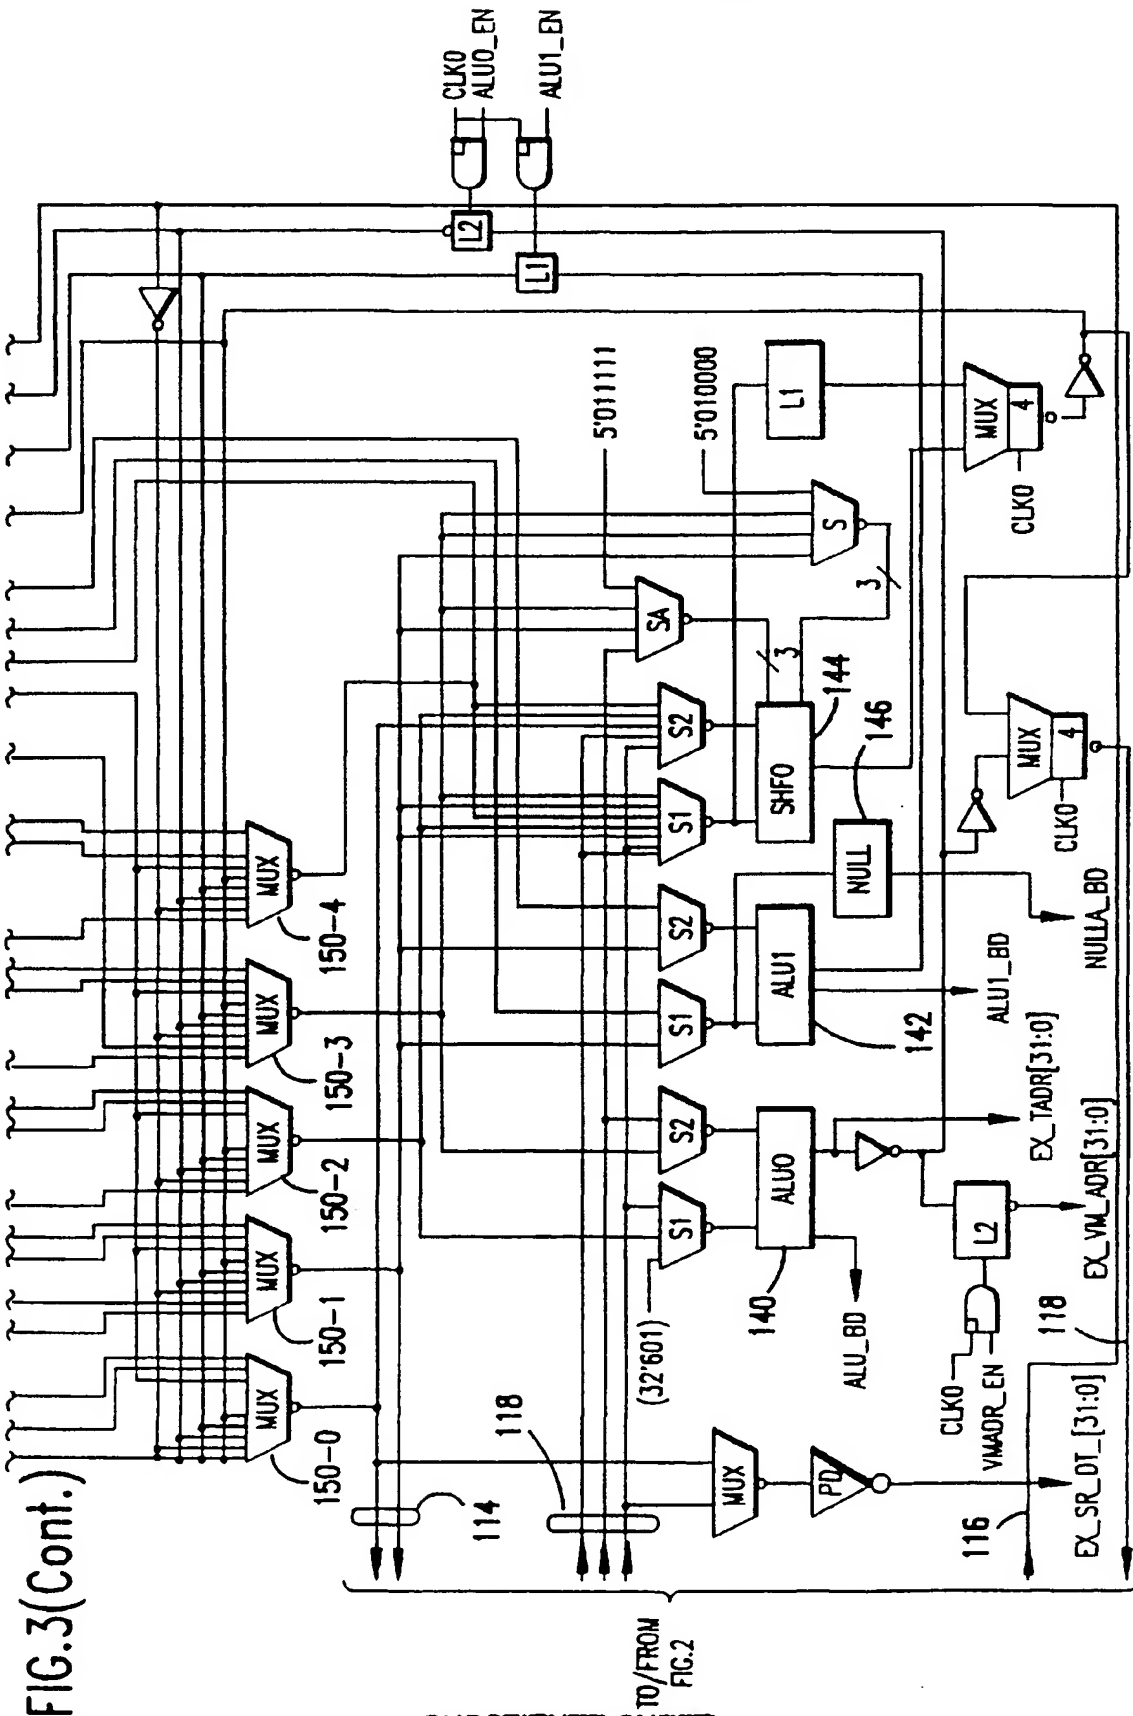 FIG.3(Cont.)
CLK0
ALU0_EN
ALU1_EN
L2
L1
MUX
150-0
MUX
150-1
MUX
150-2
MUX
150-3
MUX
150-4
5'011111
5'010000
L1
S
3
SA
3
MUX
4
CLK0
114
118
(32'601)
S1
S2
S1
S2
S1
S2
ALU0
140
ALU1
142
NULL
146
SHF0
144
MUX
PD
MUX
4
CLK0
ALU_BD
ALU1_BD
NULLA_BD
EX_TADR[31:0]
L2
CLK0
VMADR_EN
EX_VM_ADR[31:0]
EX_SR_DT_[31:0]
116
118
TO/FROM
FIG.2